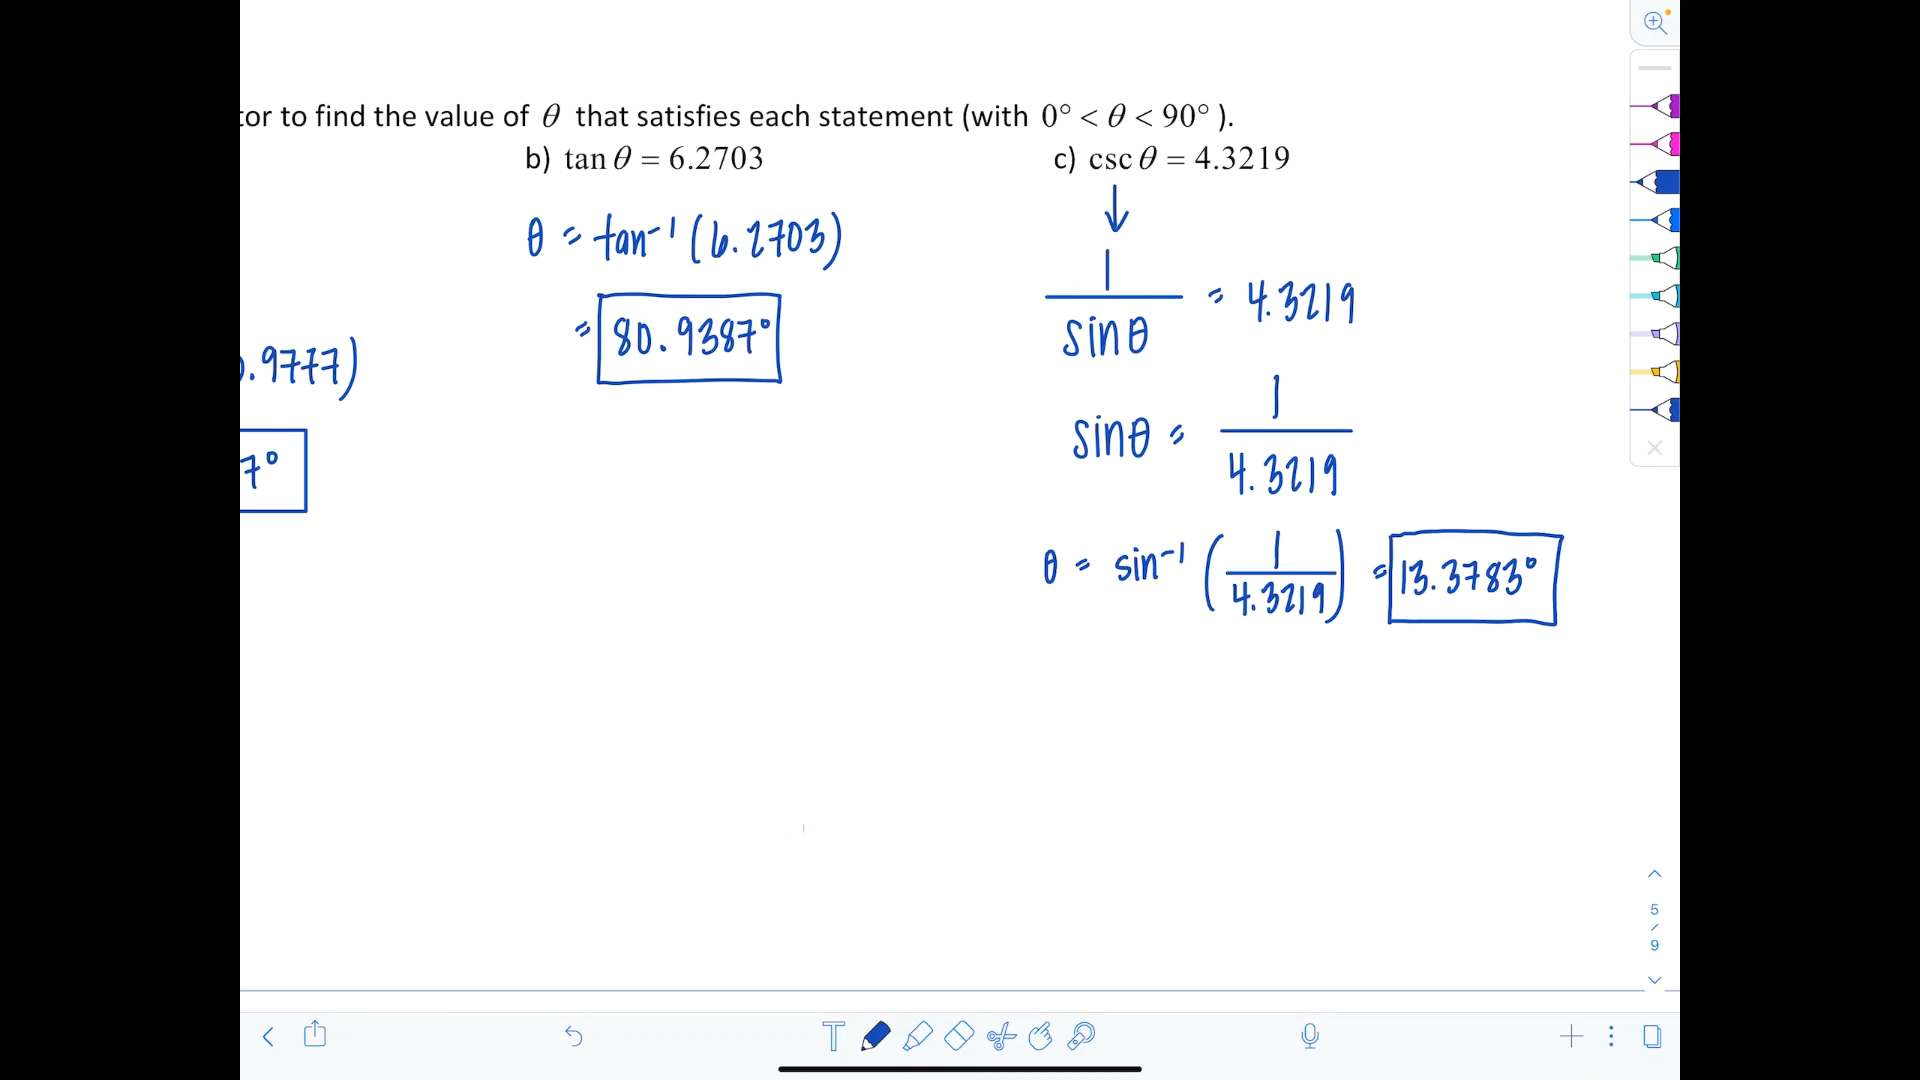 tor to find the value of θ that satisfies each statement (with 0° < θ < 90° ).
b) tan θ = 6.2703
c) csc θ = 4.3219
.9777)
7°
θ = tan⁻¹ (6.2703)
= 80.9387°
↓
1
sinθ
= 4.3219
sinθ =
1
4.3219
θ = sin⁻¹
(1
4.3219)
= 13.3783°
5
/
9
T